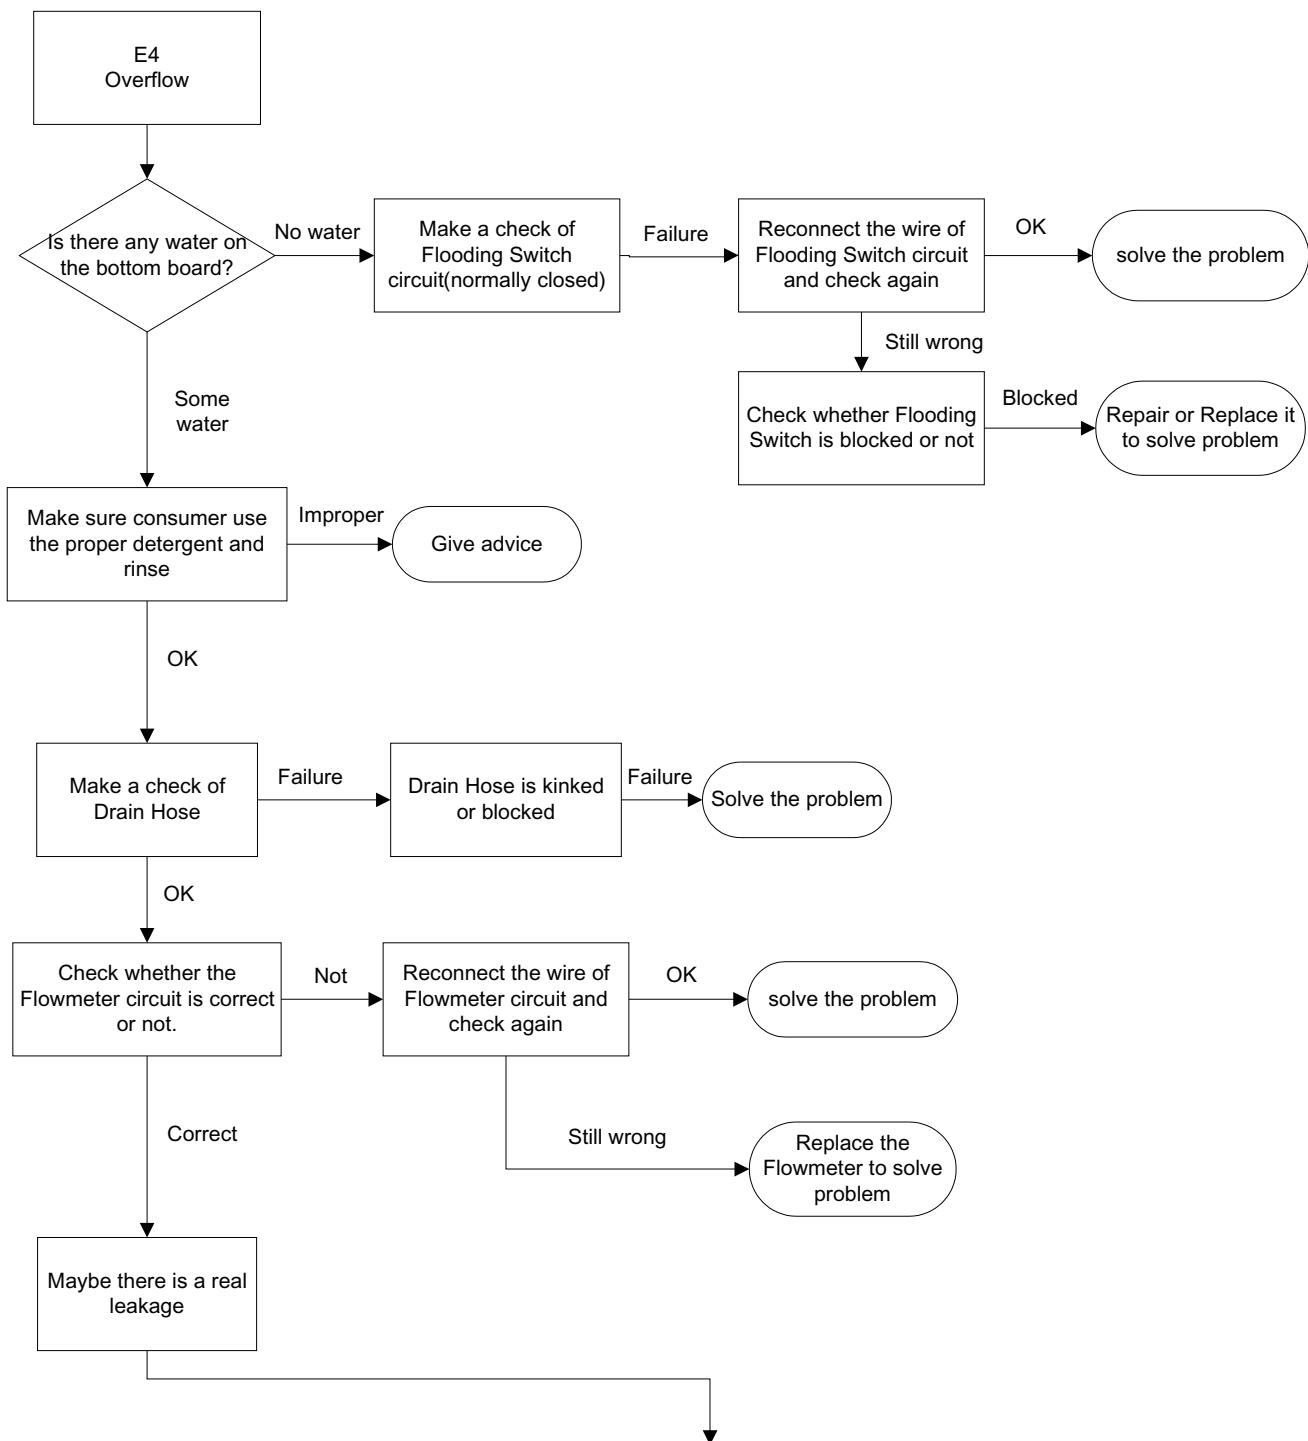 E4
Overflow
Is there any water on
the bottom board?
No water
Make a check of
Flooding Switch
circuit(normally closed)
Failure
Reconnect the wire of
Flooding Switch circuit
and check again
OK
solve the problem
Still wrong
Check whether Flooding
Switch is blocked or not
Blocked
Repair or Replace it
to solve problem
Some
water
Make sure consumer use
the proper detergent and
rinse
Improper
Give advice
OK
Make a check of
Drain Hose
Failure
Drain Hose is kinked
or blocked
Failure
Solve the problem
OK
Check whether the
Flowmeter circuit is correct
or not.
Not
Reconnect the wire of
Flowmeter circuit and
check again
OK
solve the problem
Correct
Still wrong
Replace the
Flowmeter to solve
problem
Maybe there is a real
leakage